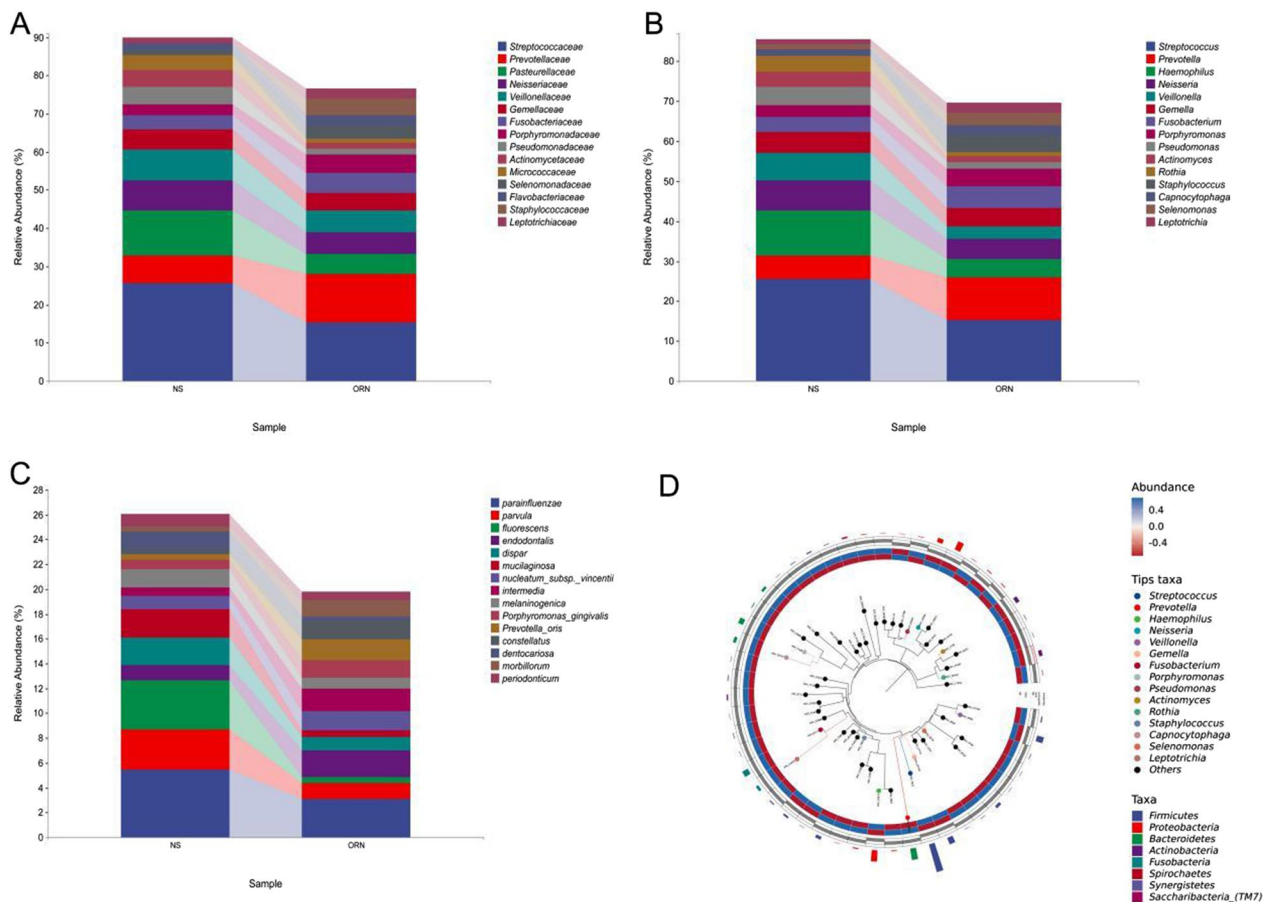 A
Relative Abundance (%)
90
80
70
60
50
40
30
20
10
0
NS
ORN
Sample
Streptococcaceae
Prevotellaceae
Pasteurellaceae
Neisseriaceae
Veillonellaceae
Gemellaceae
Fusobacteriaceae
Porphyromonadaceae
Pseudomonadaceae
Actinomycetaceae
Micrococcaceae
Selenomonadaceae
Flavobacteriaceae
Staphylococcaceae
Leptotrichiaceae
B
Relative Abundance (%)
80
70
60
50
40
30
20
10
0
NS
ORN
Sample
Streptococcus
Prevotella
Haemophilus
Neisseria
Veillonella
Gemella
Fusobacterium
Porphyromonas
Pseudomonas
Actinomyces
Rothia
Staphylococcus
Capnocytophaga
Selenomonas
Leptotrichia
C
Relative Abundance (%)
28
26
24
22
20
18
16
14
12
10
8
6
4
2
0
NS
ORN
Sample
parainfluenzae
parvula
fluorescens
endodontalis
dispar
mucilaginosa
nucleatum_subsp._vincentii
intermedia
melaninogenica
Porphyromonas_gingivalis
Prevotella_oris
constellatus
dentocariosa
morbillorum
periodonticum
D
Abundance
0.4
0.0
-0.4
Tips taxa
Streptococcus
Prevotella
Haemophilus
Neisseria
Veillonella
Gemella
Fusobacterium
Porphyromonas
Pseudomonas
Actinomyces
Rothia
Staphylococcus
Capnocytophaga
Selenomonas
Leptotrichia
Others
Taxa
Firmicutes
Proteobacteria
Bacteroidetes
Actinobacteria
Fusobacteria
Spirochaetes
Synergistetes
Saccharibacteria_(TM7)